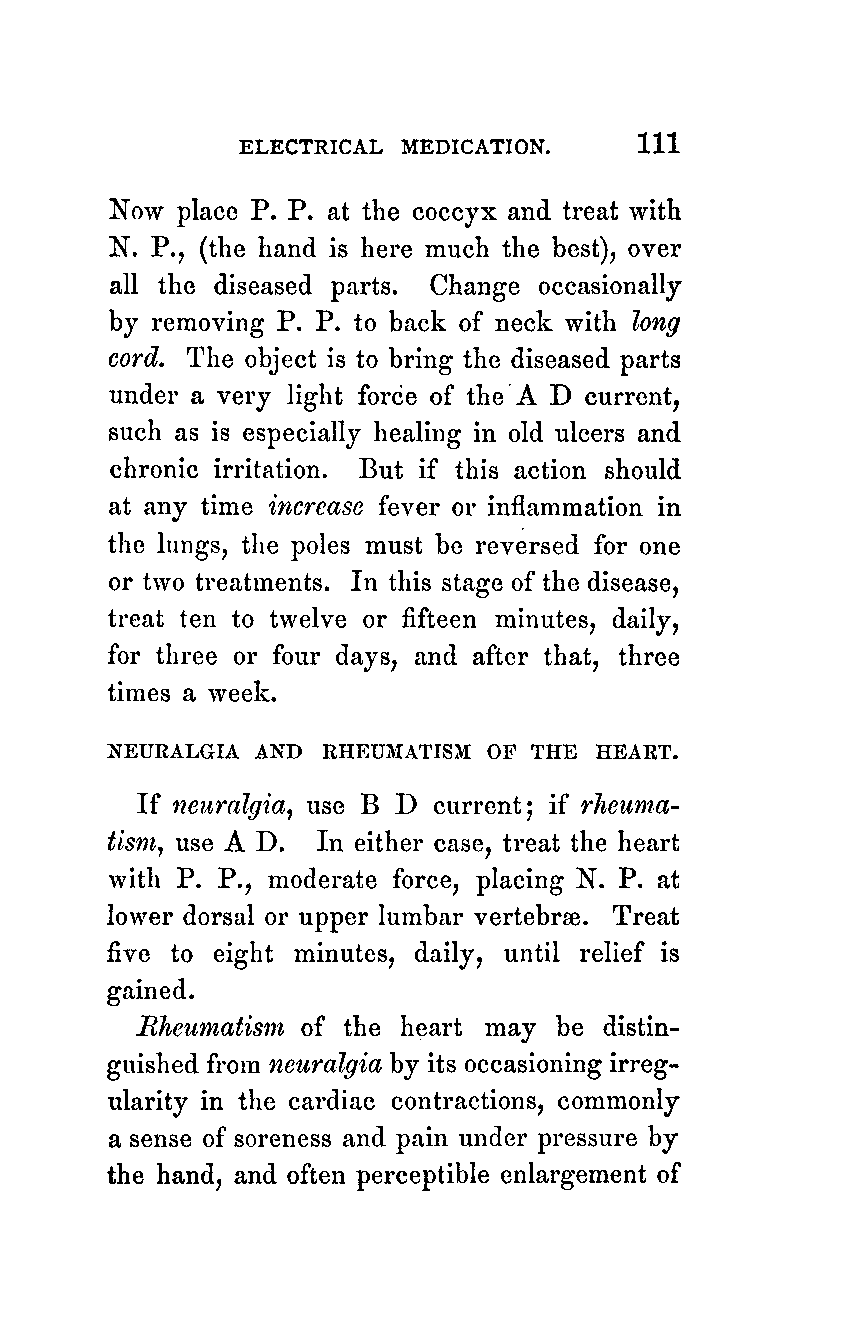 ELECTRICAL MEDICATION. 111
Now place P. P. at the coccyx and treat with
N. P., (the hand is here much the best), over
all the diseased parts. Change occasionally
by removing P. P. to back of neck with long
cord. The object is to bring the diseased parts
under a very light force of the A D current,
such as is especially healing in old ulcers and
chronic irritation. But if this action should
at any time increase fever or inflammation in
the lungs, the poles must be reversed for one
or two treatments. In this stage of the disease,
treat ten to twelve or fifteen minutes, daily,
for three or four days, and after that, three
times a week.
NEURALGIA AND RHEUMATISM OF THE HEART.
If neuralgia, use B D current; if rheuma-
tism, use A D. In either case, treat the heart
with P. P., moderate force, placing N. P. at
lower dorsal or upper lumbar vertebræ. Treat
five to eight minutes, daily, until relief is
gained.
Rheumatism of the heart may be distin-
guished from neuralgia by its occasioning irreg-
ularity in the cardiac contractions, commonly
a sense of soreness and pain under pressure by
the hand, and often perceptible enlargement of